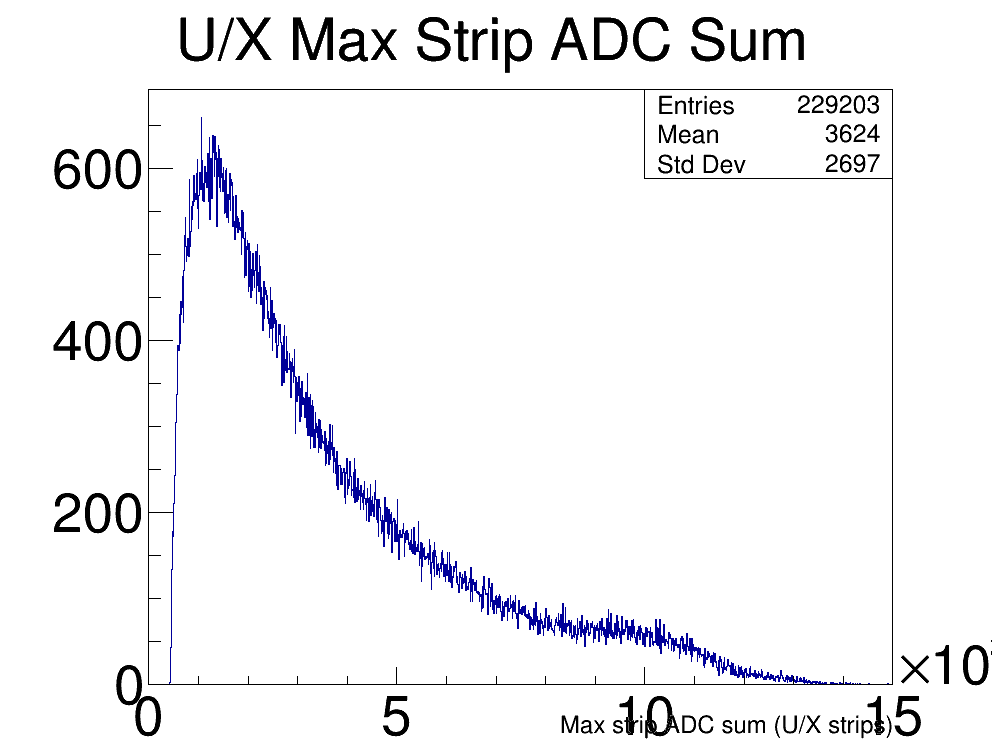 U/X Max Strip ADC Sum
Entries 229203
Mean 3624
Std Dev 2697
600
400
200
0
0 5 10 15
×10
Max strip ADC sum (U/X strips)